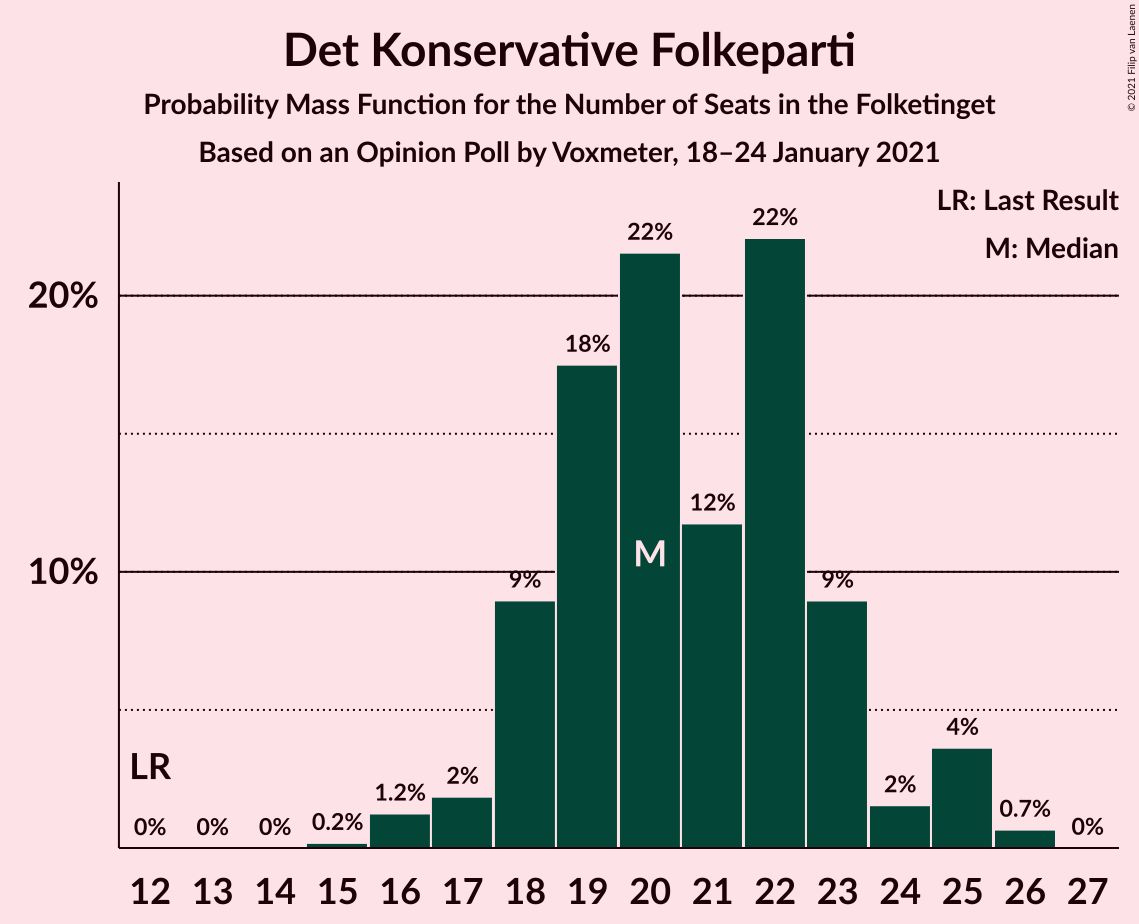 Det Konservative Folkeparti
Probability Mass Function for the Number of Seats in the Folketinget
Based on an Opinion Poll by Voxmeter, 18–24 January 2021
© 2021 Filip van Laenen
LR: Last Result
M: Median
20%
10%
LR
M
0%
0%
0%
0.2%
1.2%
2%
9%
18%
22%
12%
22%
9%
2%
4%
0.7%
0%
12 13 14 15 16 17 18 19 20 21 22 23 24 25 26 27